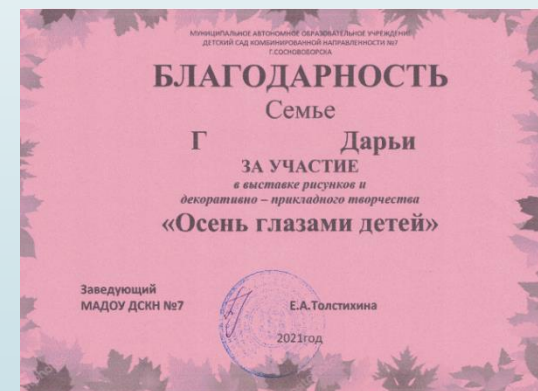 МУНИЦИПАЛЬНОЕ АВТОНОМНОЕ ОБРАЗОВАТЕЛЬНОЕ УЧРЕЖДЕНИЕ
ДЕТСКИЙ САД КОМБИНИРОВАННОЙ НАПРАВЛЕННОСТИ №7
Г.СОСНОВОБОРСКА
БЛАГОДАРНОСТЬ
Семье
Г Дарьи
ЗА УЧАСТИЕ
в выставке рисунков и
декоративно – прикладного творчества
«Осень глазами детей»
Заведующий
МАДОУ ДСКН №7 Е.А.Толстихина
2021год